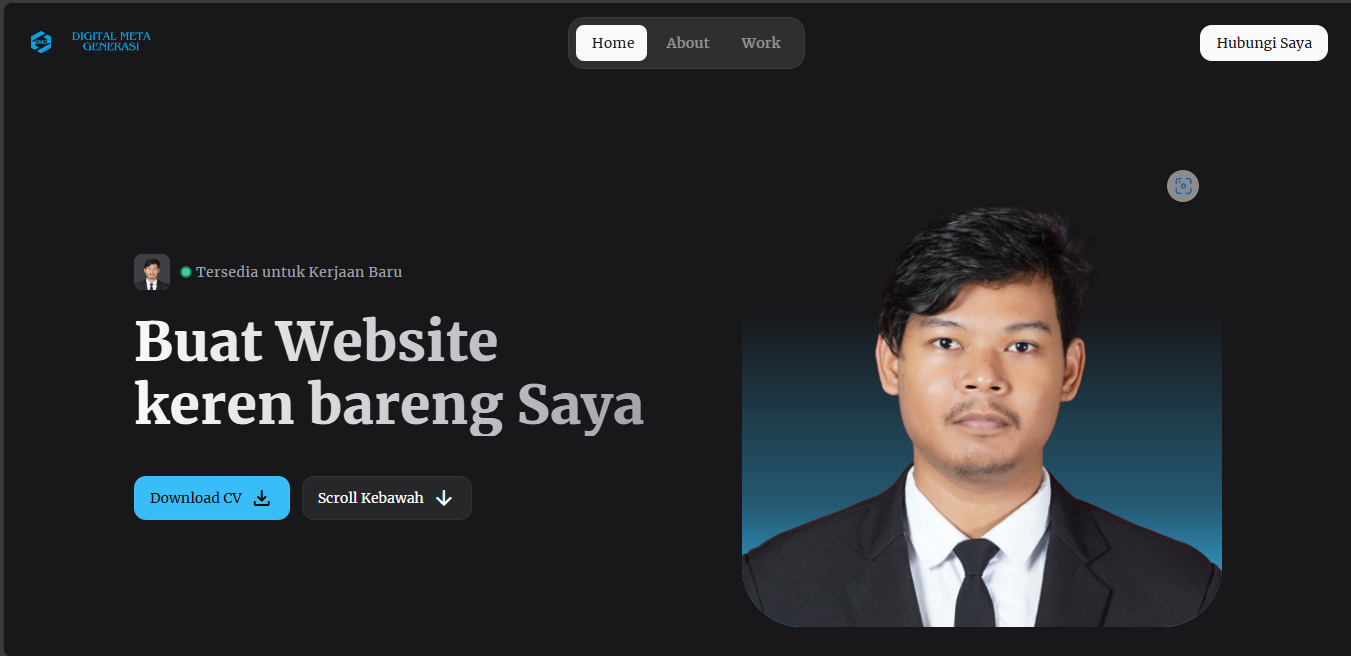 DIGITAL META
GENERASI
Home
About
Work
Hubungi Saya
Tersedia untuk Kerjaan Baru
Buat Website
keren bareng Saya
Download CV
Scroll Kebawah